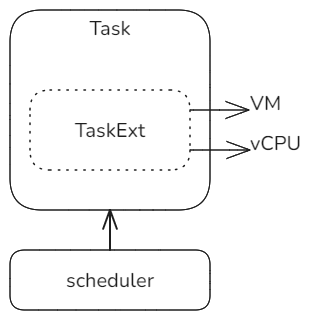 Task
VM
TaskExt
vCPU
scheduler